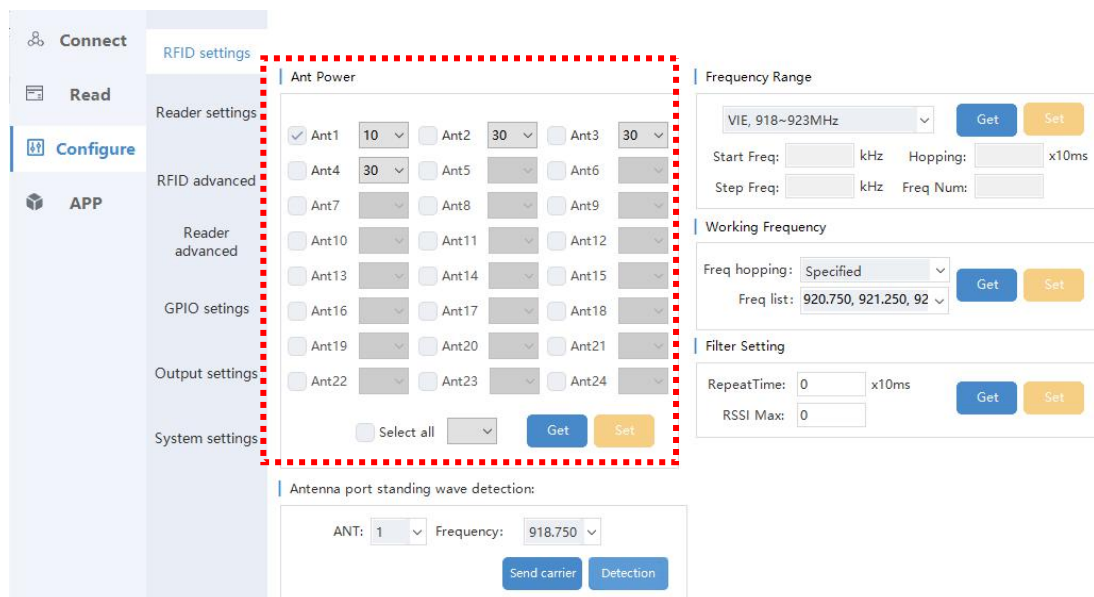 Connect
Read
Configure
APP
RFID settings
Reader settings
RFID advanced
Reader
advanced
GPIO setings
Output settings
System settings
Ant Power
Ant1 10 Ant2 30 Ant3 30
Ant4 30 Ant5 Ant6
Ant7 Ant8 Ant9
Ant10 Ant11 Ant12
Ant13 Ant14 Ant15
Ant16 Ant17 Ant18
Ant19 Ant20 Ant21
Ant22 Ant23 Ant24
Select all Get Set
Antenna port standing wave detection:
ANT: 1 Frequency: 918.750
Send carrier Detection
Frequency Range
VIE, 918~923MHz Get Set
Start Freq: kHz Hopping: x10ms
Step Freq: kHz Freq Num:
Working Frequency
Freq hopping: Specified
Get Set
Freq list: 920.750, 921.250, 92
Filter Setting
RepeatTime: 0 x10ms
Get Set
RSSI Max: 0